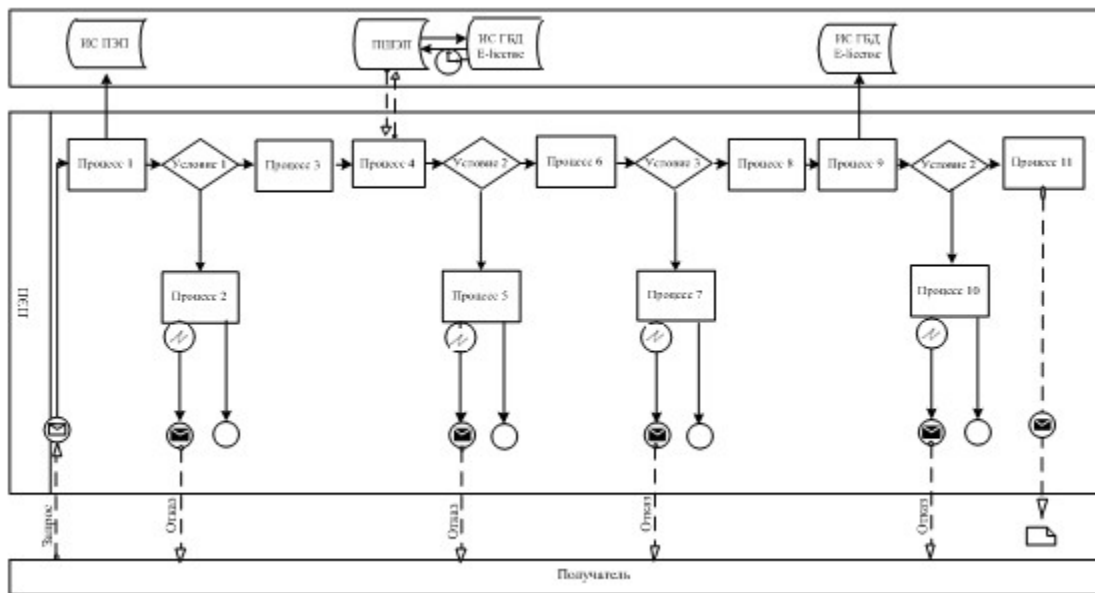 ИС ПЭП
ПШЭП
ИС ГБД
E-license
ИС ГБД
E-license
ПЭП
Процесс 1
Условие 1
Процесс 3
Процесс 4
Условие 2
Процесс 6
Условие 3
Процесс 8
Процесс 9
Условие 2
Процесс 11
Процесс 2
Процесс 5
Процесс 7
Процесс 10
Запрос
Отказ
Отказ
Отказ
Отказ
Получатель